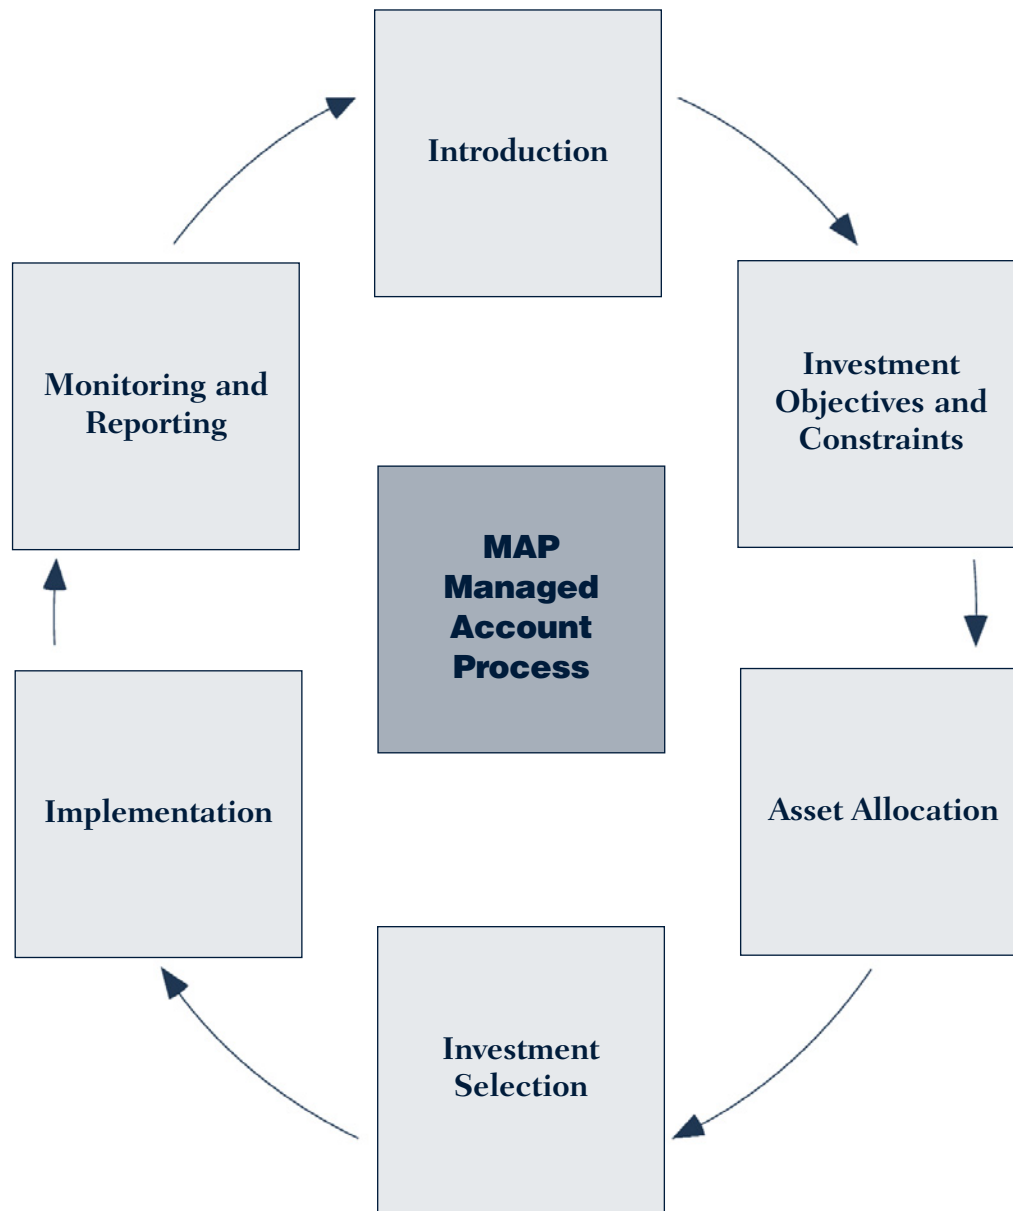 Introduction
Investment
Objectives and
Constraints
Asset Allocation
Investment
Selection
Implementation
Monitoring and
Reporting
MAP
Managed
Account
Process